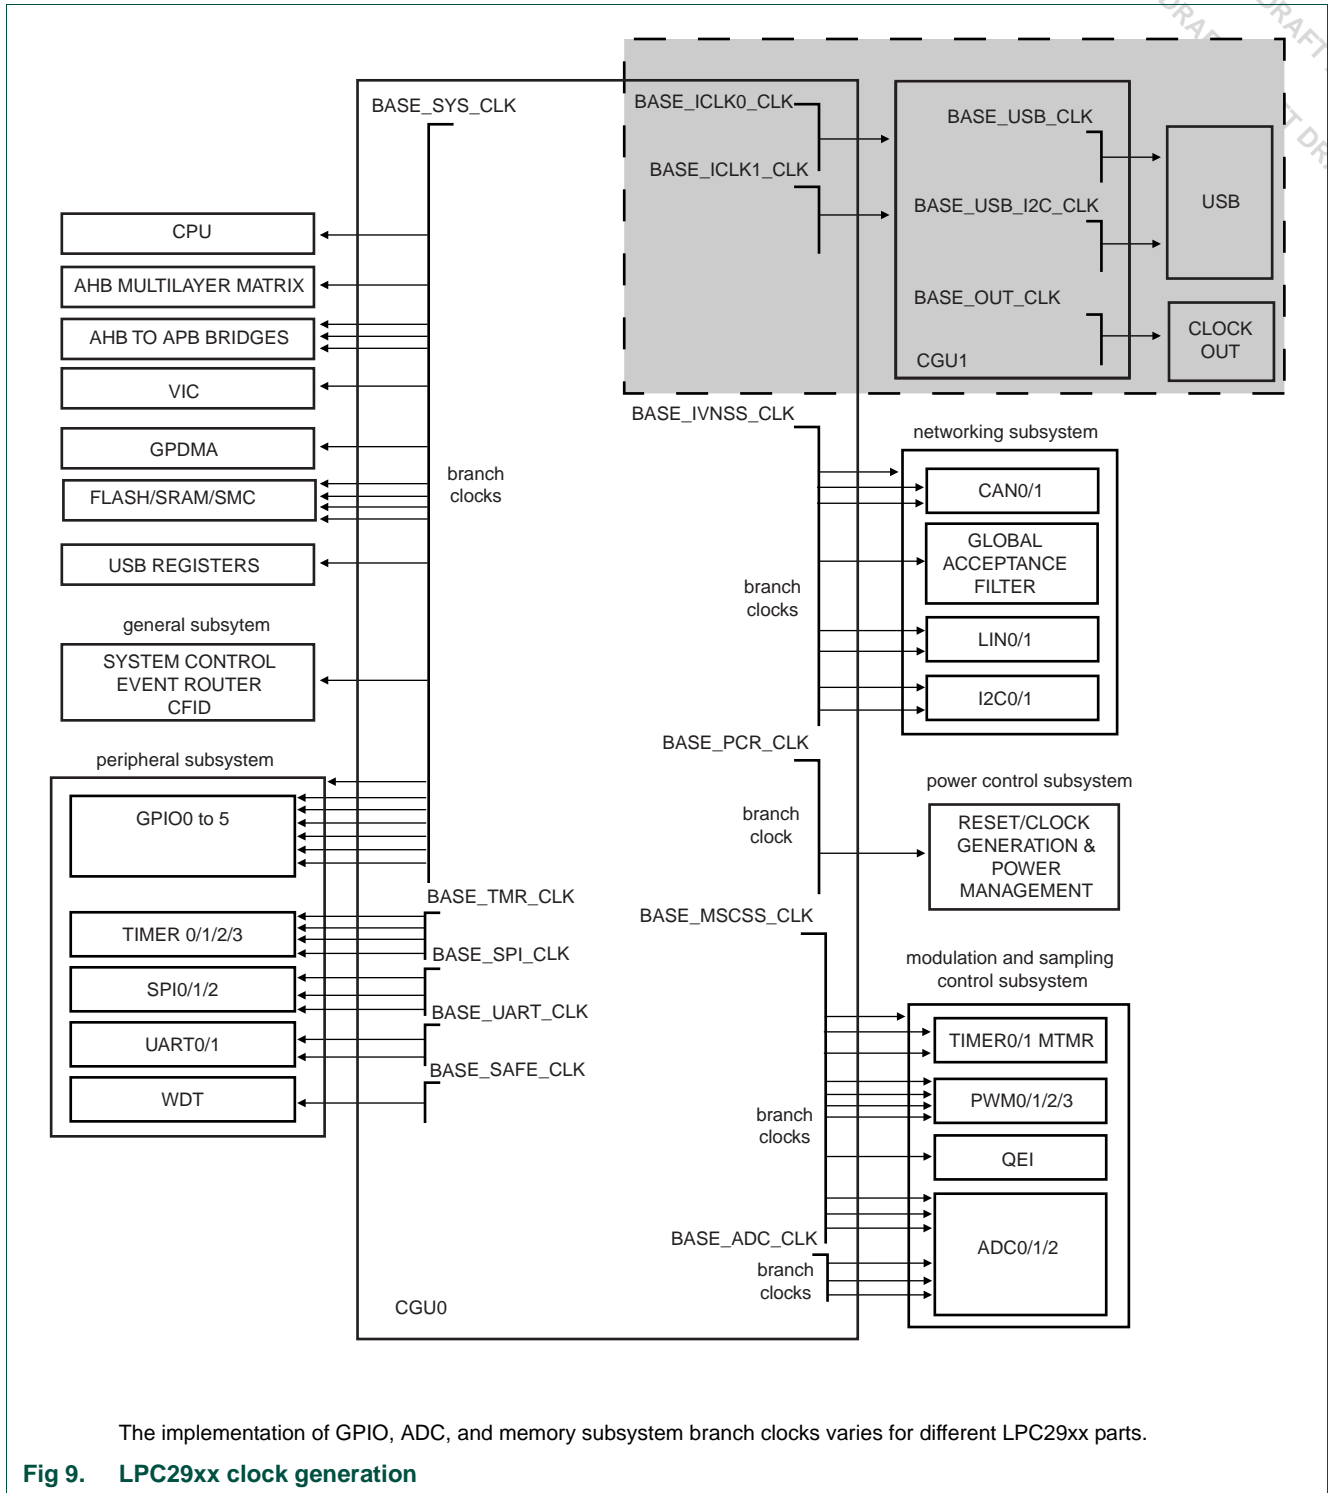 DRAFT
DRAFT
DRAFT
BASE_SYS_CLK
BASE_ICLK0_CLK
BASE_ICLK1_CLK
BASE_USB_CLK
BASE_USB_I2C_CLK
BASE_OUT_CLK
CGU1
USB
CLOCK
OUT
CPU
AHB MULTILAYER MATRIX
AHB TO APB BRIDGES
VIC
GPDMA
FLASH/SRAM/SMC
USB REGISTERS
branch
clocks
general subsytem
SYSTEM CONTROL
EVENT ROUTER
CFID
peripheral subsystem
GPIO0 to 5
TIMER 0/1/2/3
SPI0/1/2
UART0/1
WDT
BASE_TMR_CLK
BASE_SPI_CLK
BASE_UART_CLK
BASE_SAFE_CLK
CGU0
BASE_IVNSS_CLK
branch
clocks
networking subsystem
CAN0/1
GLOBAL
ACCEPTANCE
FILTER
LIN0/1
I2C0/1
BASE_PCR_CLK
branch
clock
power control subsystem
RESET/CLOCK
GENERATION &
POWER
MANAGEMENT
BASE_MSCSS_CLK
branch
clocks
modulation and sampling
control subsystem
TIMER0/1 MTMR
PWM0/1/2/3
QEI
ADC0/1/2
BASE_ADC_CLK
branch
clocks
The implementation of GPIO, ADC, and memory subsystem branch clocks varies for different LPC29xx parts.
Fig 9. LPC29xx clock generation